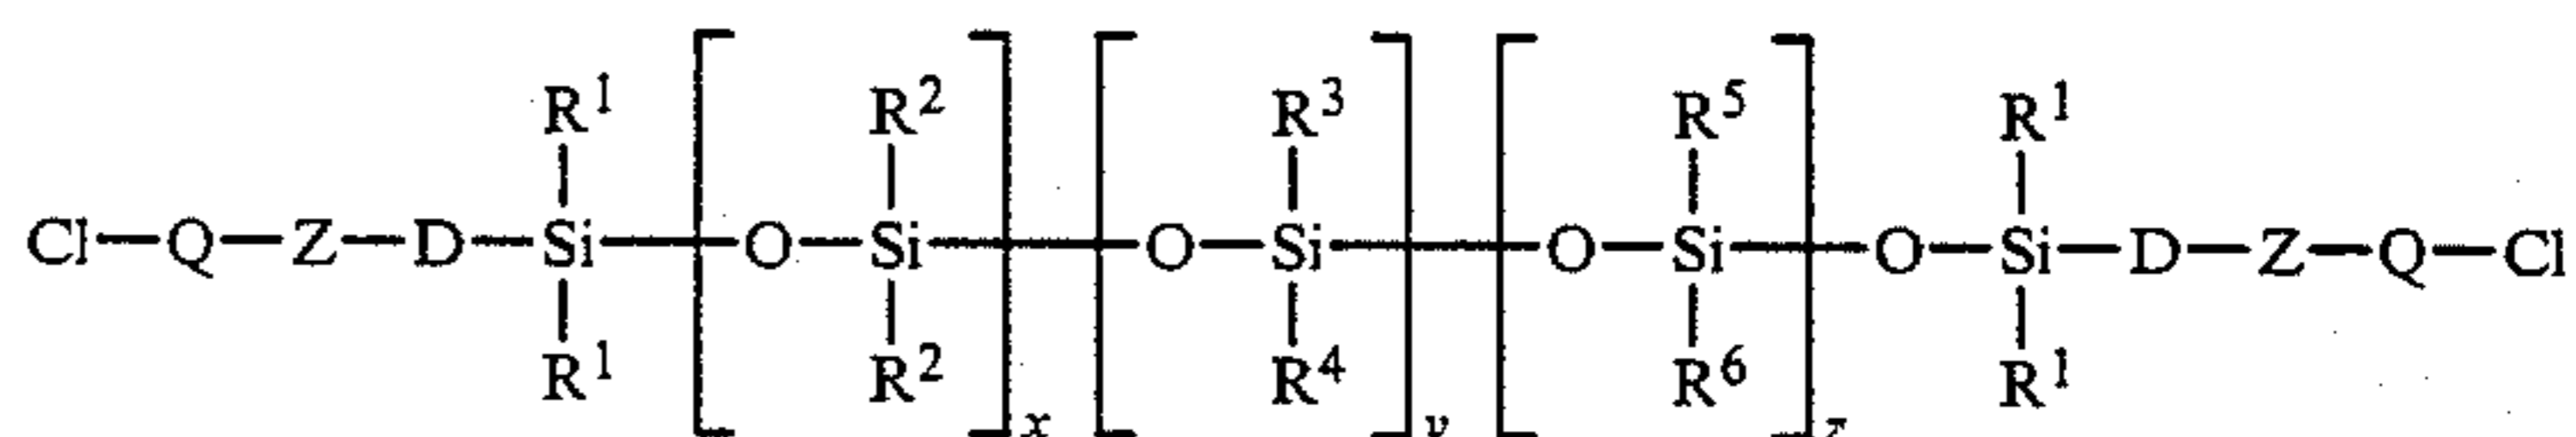 R¹ R² R³ R⁵ R¹
Cl—Q—Z—D—Si—[O—Si]—[O—Si]—[O—Si]—O—Si—D—Z—Q—Cl
R¹ R² R⁴ R⁶ R¹
x y z